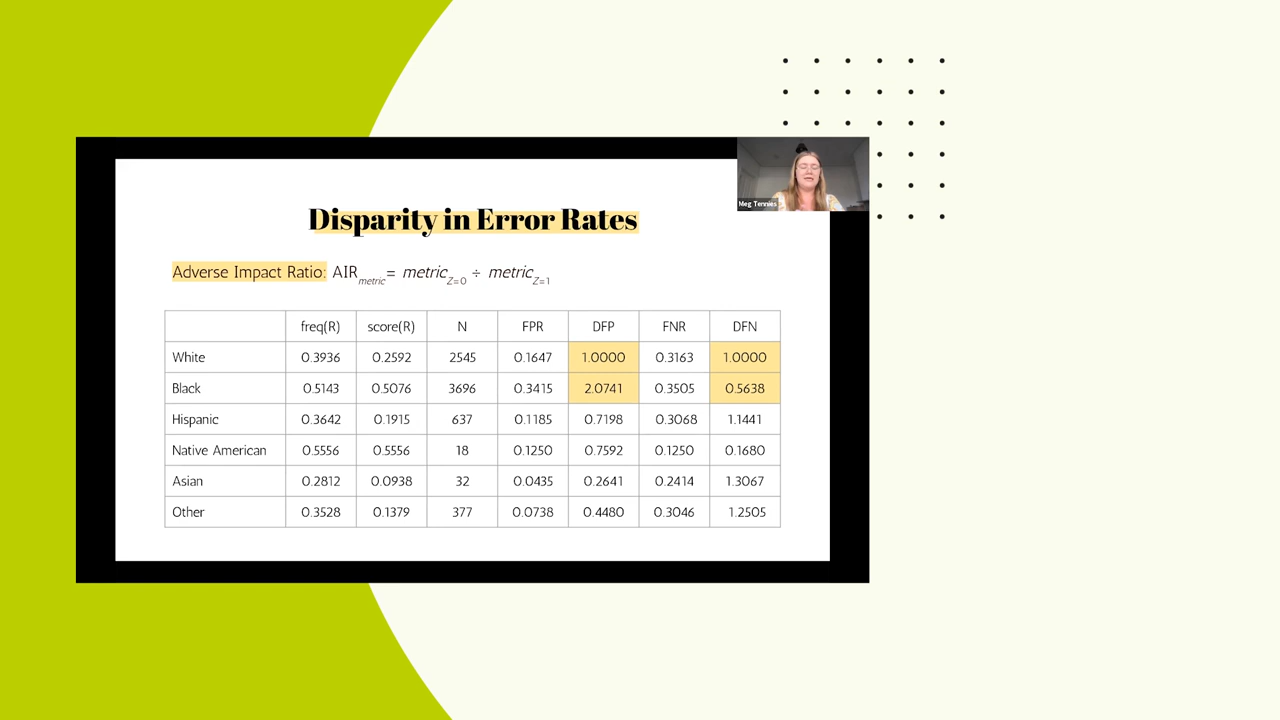 Meg Tennies
Disparity in Error Rates
Adverse Impact Ratio: AIR metric = metric Z=0 ÷ metric Z=1
freq(R) score(R) N FPR DFP FNR DFN
White 0.3936 0.2592 2545 0.1647 1.0000 0.3163 1.0000
Black 0.5143 0.5076 3696 0.3415 2.0741 0.3505 0.5638
Hispanic 0.3642 0.1915 637 0.1185 0.7198 0.3068 1.1441
Native American 0.5556 0.5556 18 0.1250 0.7592 0.1250 0.1680
Asian 0.2812 0.0938 32 0.0435 0.2641 0.2414 1.3067
Other 0.3528 0.1379 377 0.0738 0.4480 0.3046 1.2505